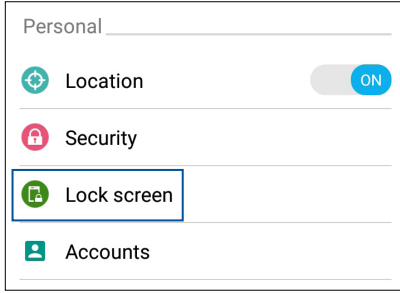 Personal
Location
ON
Security
Lock screen
Accounts